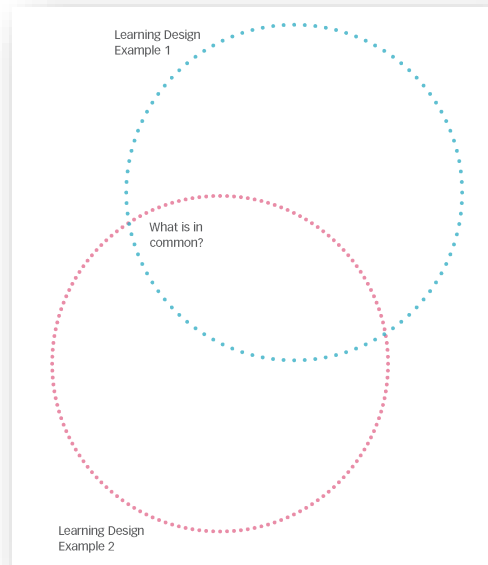 Learning Design
Example 1
What is in
common?
Learning Design
Example 2